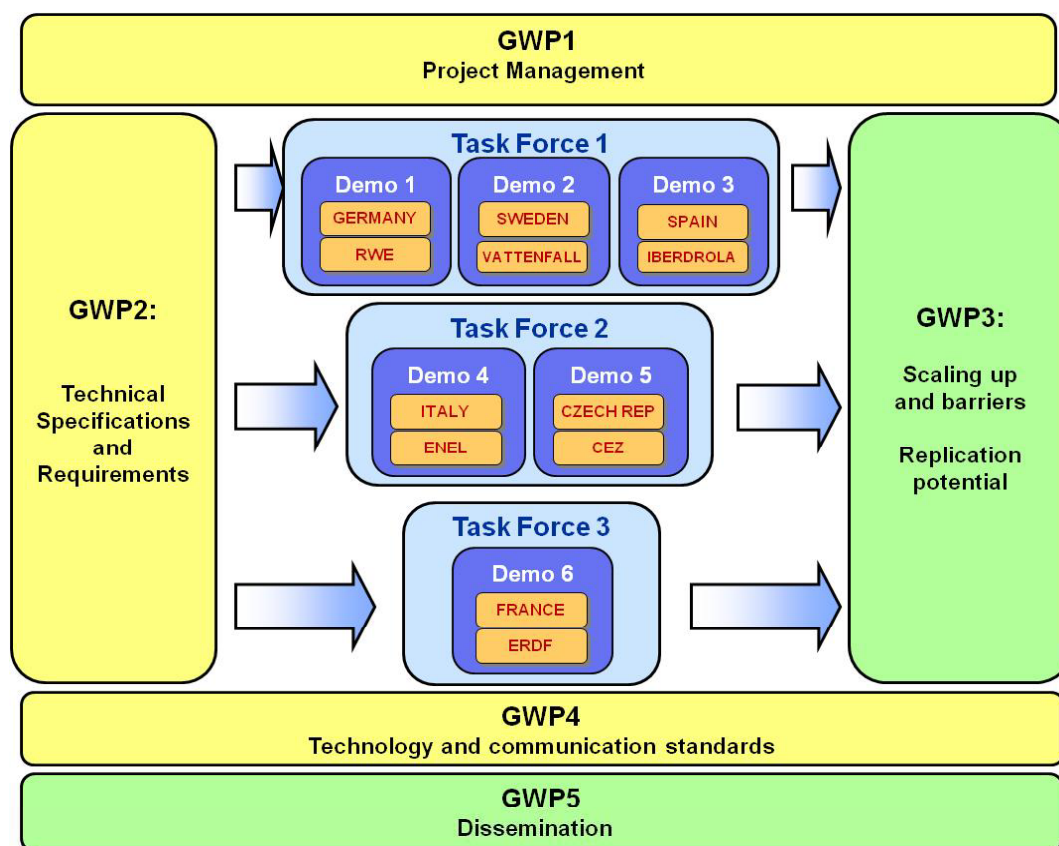 GWP1
Project Management
GWP2:
Technical
Specifications
and
Requirements
Task Force 1
Demo 1
GERMANY
RWE
Demo 2
SWEDEN
VATTENFALL
Demo 3
SPAIN
IBERDROLA
Task Force 2
Demo 4
ITALY
ENEL
Demo 5
CZECH REP
CEZ
Task Force 3
Demo 6
FRANCE
ERDF
GWP3:
Scaling up
and barriers
Replication
potential
GWP4
Technology and communication standards
GWP5
Dissemination